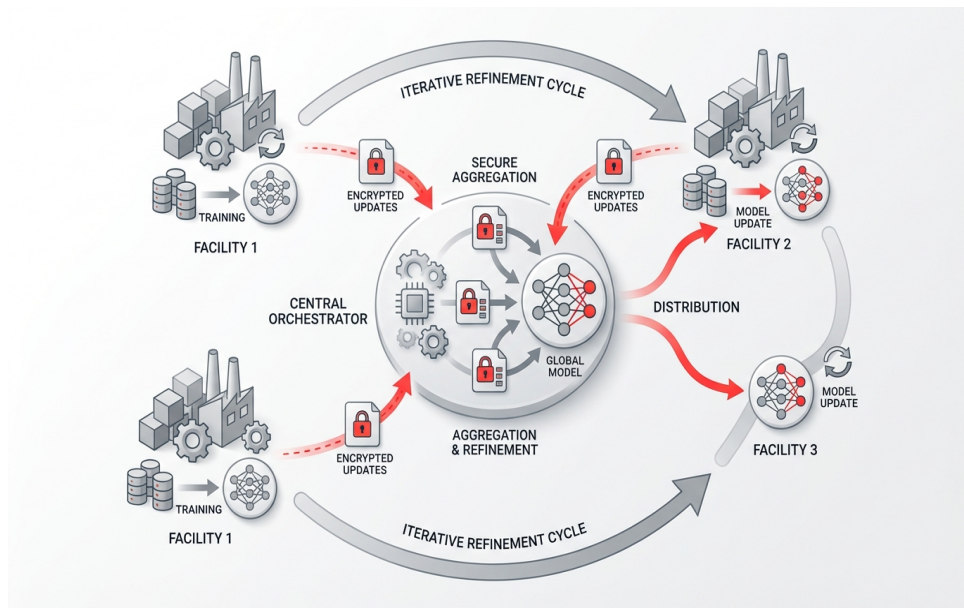 ITERATIVE REFINEMENT CYCLE
SECURE
AGGREGATION
ENCRYPTED
UPDATES
ENCRYPTED
UPDATES
TRAINING
FACILITY 1
MODEL
UPDATE
FACILITY 2
CENTRAL
ORCHESTRATOR
DISTRIBUTION
GLOBAL
MODEL
MODEL
UPDATE
AGGREGATION
& REFINEMENT
FACILITY 3
ENCRYPTED
UPDATES
TRAINING
FACILITY 1
ITERATIVE REFINEMENT CYCLE